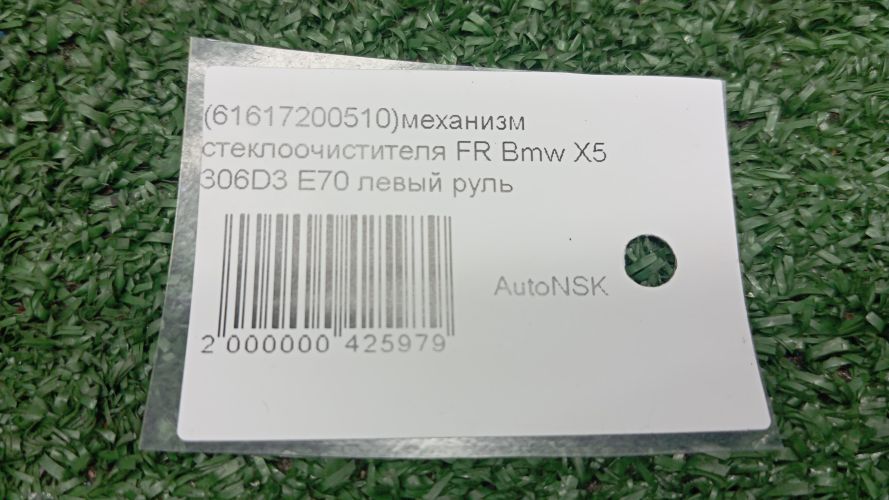 (61617200510)механизм
стеклоочистителя FR Bmw X5
306D3 E70 левый руль
AutoNSK
2 000000 425979